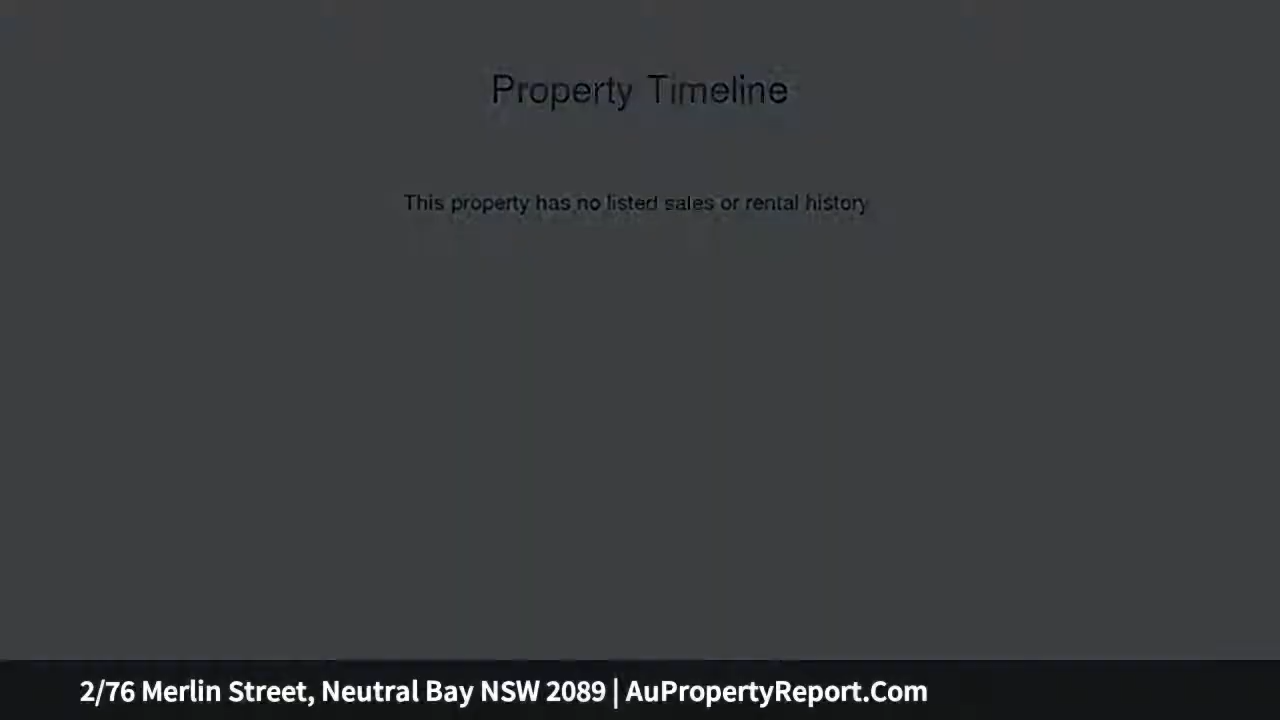 Property Timeline
This property has no listed sales or rental history
2/76 Merlin Street, Neutral Bay NSW 2089 | AuPropertyReport.Com